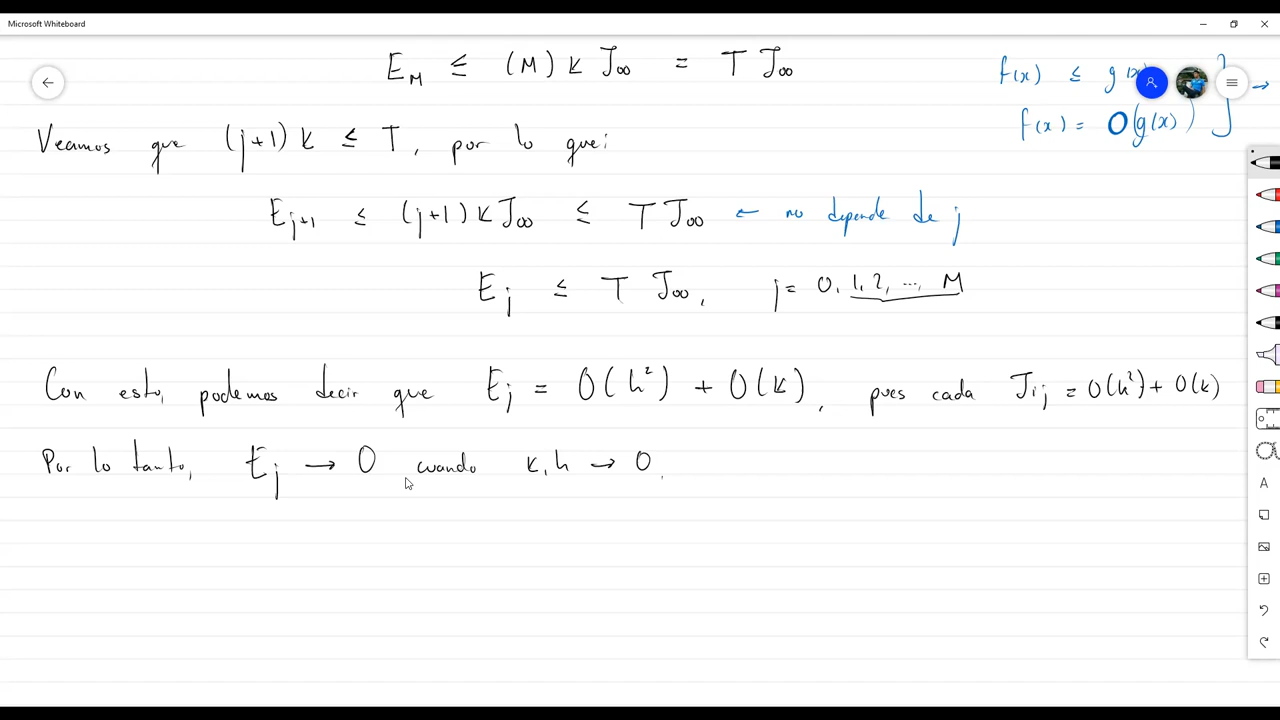 Microsoft Whiteboard
E_M ≤ (M) k J∞ = T J∞
f(x) ≤ g(x)
f(x) = O(g(x))
Veamos que (j+1) k ≤ T, por lo que:
E_{j+1} ≤ (j+1) k J∞ ≤ T J∞ ← no depende de j
E_j ≤ T J∞, j = 0, 1, 2, ..., M
Con esto, podemos decir que E_j = O(h²) + O(k), pues cada J_{ij} = O(h²) + O(k)
Por lo tanto, E_j → 0 cuando k, h → 0.
A